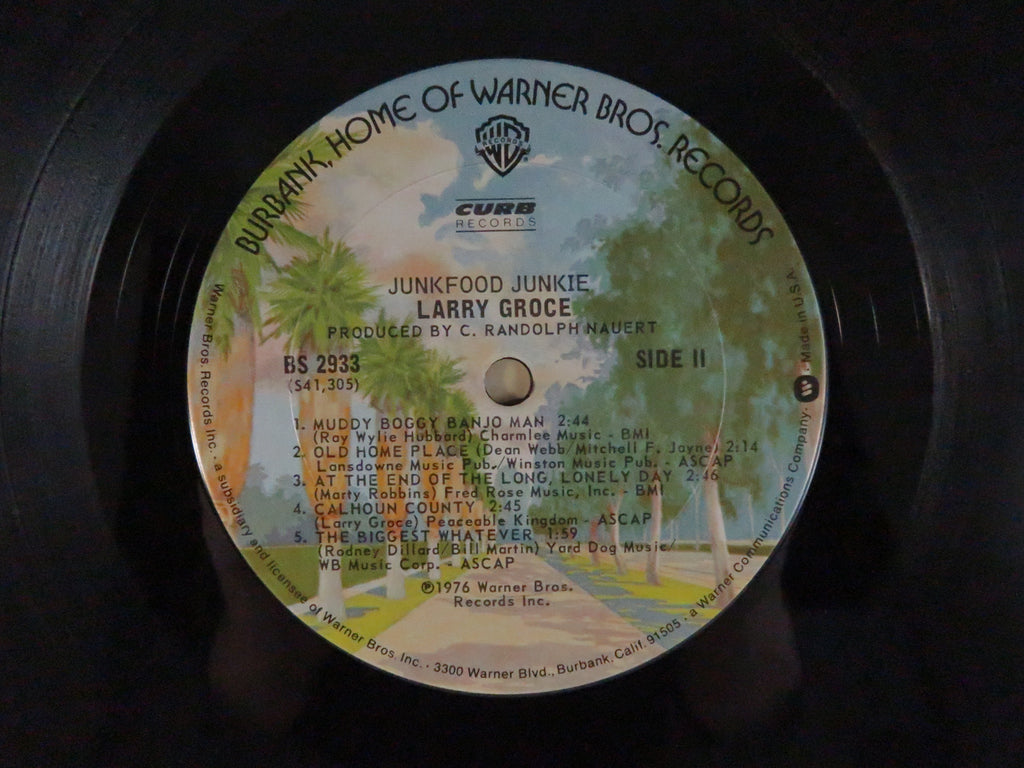 BURBANK, HOME OF WARNER BROS. RECORDS
WB
RECORDS
CURB
RECORDS
JUNKFOOD JUNKIE
LARRY GROCE
PRODUCED BY C. RANDOLPH NAUERT
BS 2933
SIDE II
(S41,305)
1. MUDDY BOGGY BANJO MAN 2:44
(Ray Wylie Hubbard) Charmlee Music - BMI
2. OLD HOME PLACE (Dean Webb/Mitchell F. Jayne) 2:14
Lansdowne Music Pub./Winston Music Pub. - ASCAP
3. AT THE END OF THE LONG, LONELY DAY 2:46
(Marty Robbins) Fred Rose Music, Inc. - BMI
4. CALHOUN COUNTY 2:45
(Larry Groce) Peaceable Kingdom - ASCAP
5. THE BIGGEST WHATEVER 1:59
(Rodney Dillard/Bill Martin) Yard Dog Music/
WB Music Corp. - ASCAP
℗1976 Warner Bros.
Records Inc.
Warner Bros. Records Inc. · a subsidiary and licensee of Warner Bros. Inc. · 3300 Warner Blvd., Burbank, Calif. 91505 · a Warner Communications Company · Made in U.S.A.